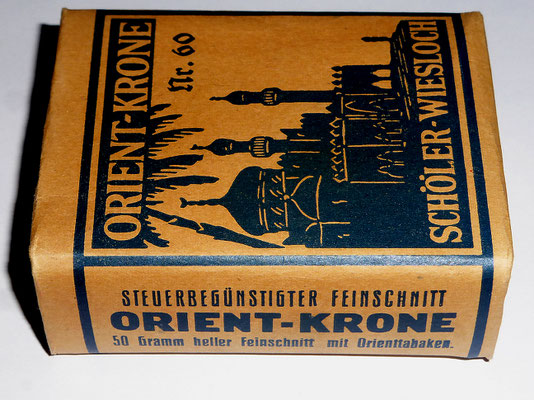 ORIENT-KRONE
Nr. 60
SCHÖLER-WIESLOCH
STEUERBEGÜNSTIGTER FEINSCHNITT
ORIENT-KRONE
50 Gramm heller Feinschnitt mit Orienttabaken.